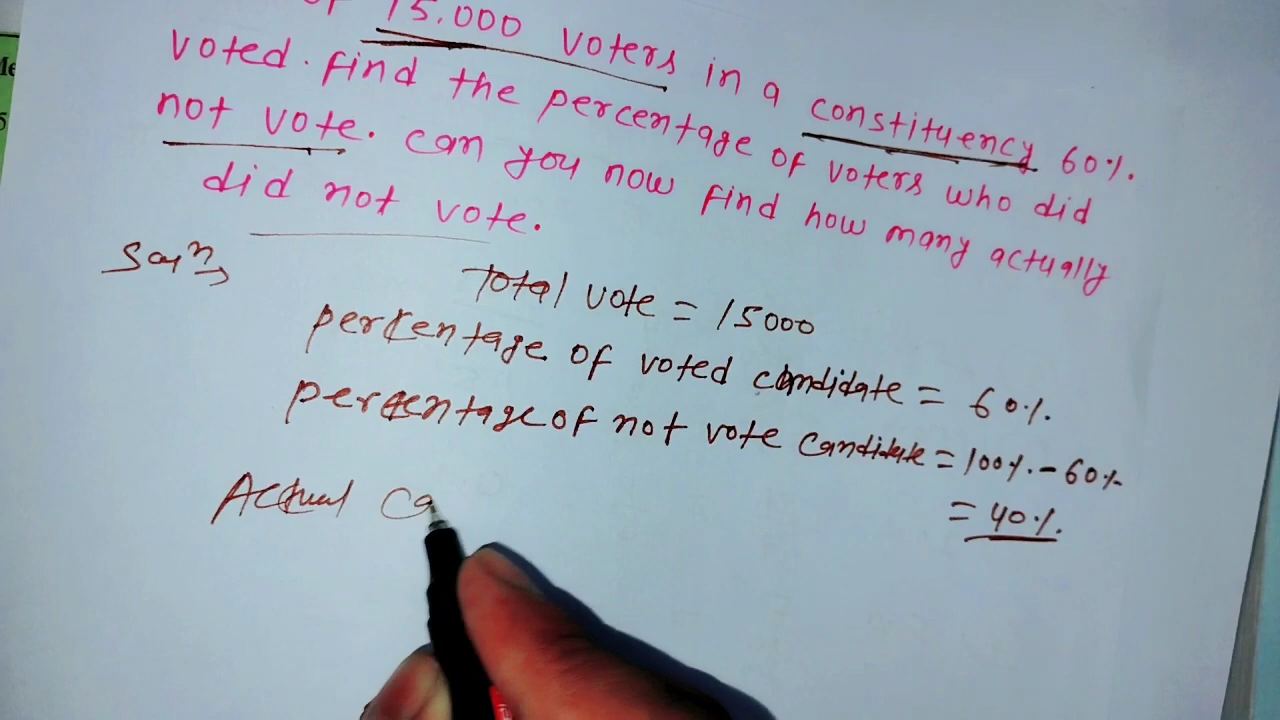 of 15.000 voters in a constituency 60%.
voted. find the percentage of voters who did
not vote. can you now find how many actually
did not vote.
Total vote = 15000
percentage of voted candidate = 60%.
percentage of not vote candidate = 100%. - 60%
= 40%.
Actual Ca